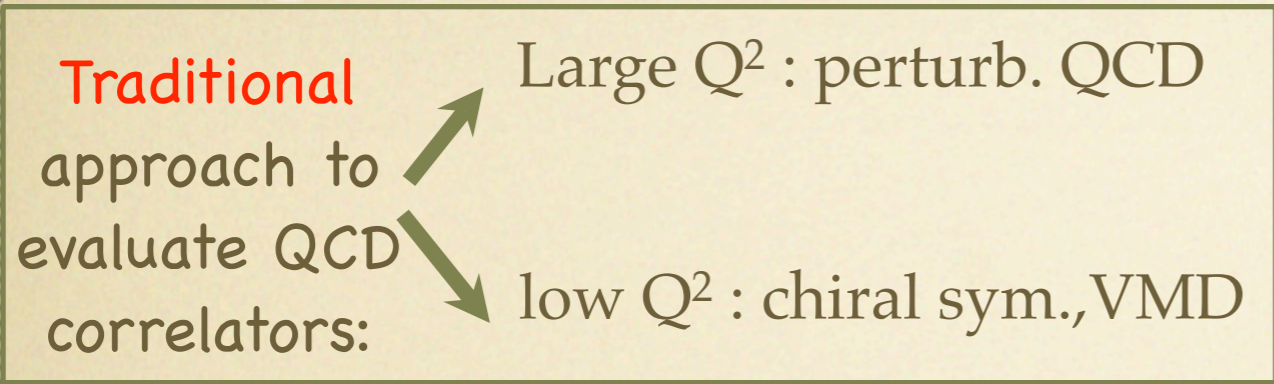 Traditional
approach to
evaluate QCD
correlators:
Large Q² : perturb. QCD
low Q² : chiral sym.,VMD